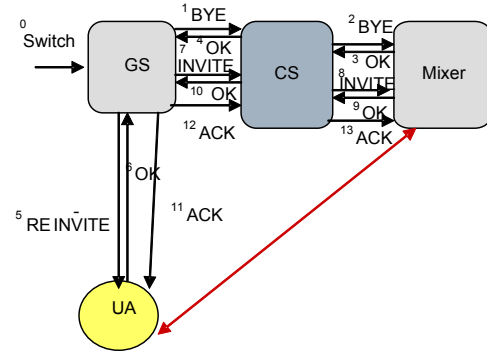 0 Switch
GS
CS
Mixer
UA
1 BYE
4 OK
7 INVITE
10 OK
12 ACK
2 BYE
3 OK
8 INVITE
9 OK
13 ACK
6 OK
5 RE-INVITE
11 ACK